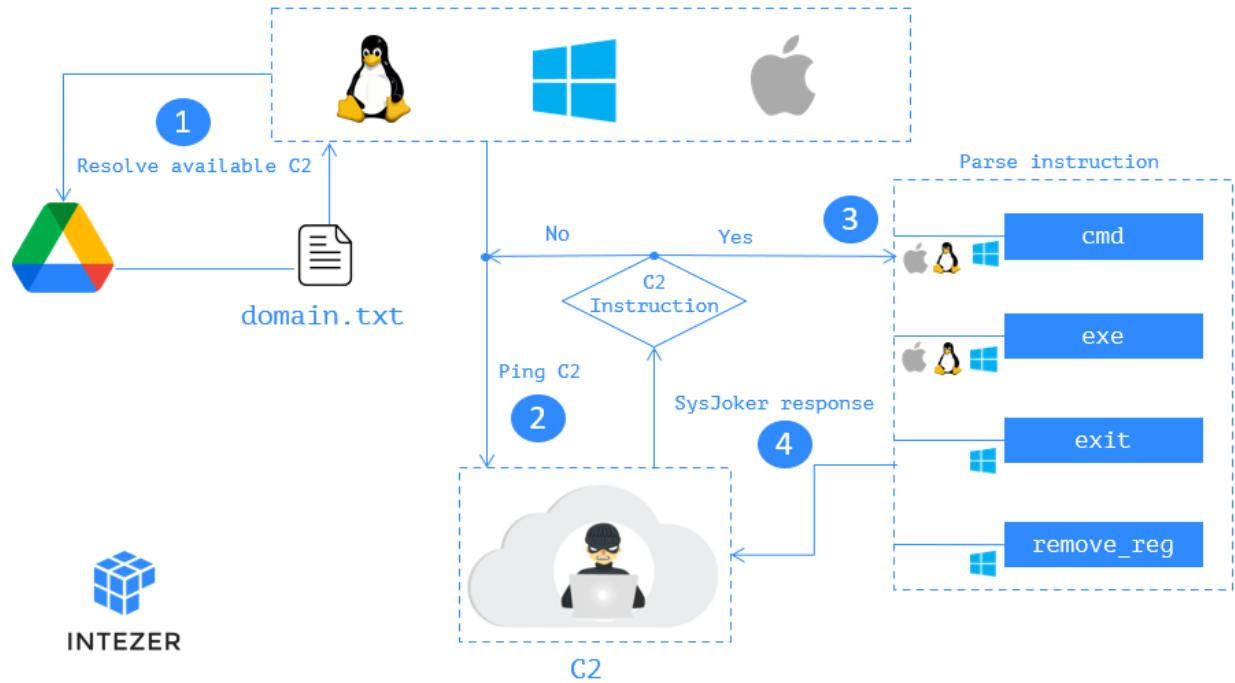 1
Resolve available C2
domain.txt
No
Yes
C2
Instruction
Ping C2
2
3
Parse instruction
cmd
exe
exit
remove_reg
SysJoker response
4
C2
INTEZER